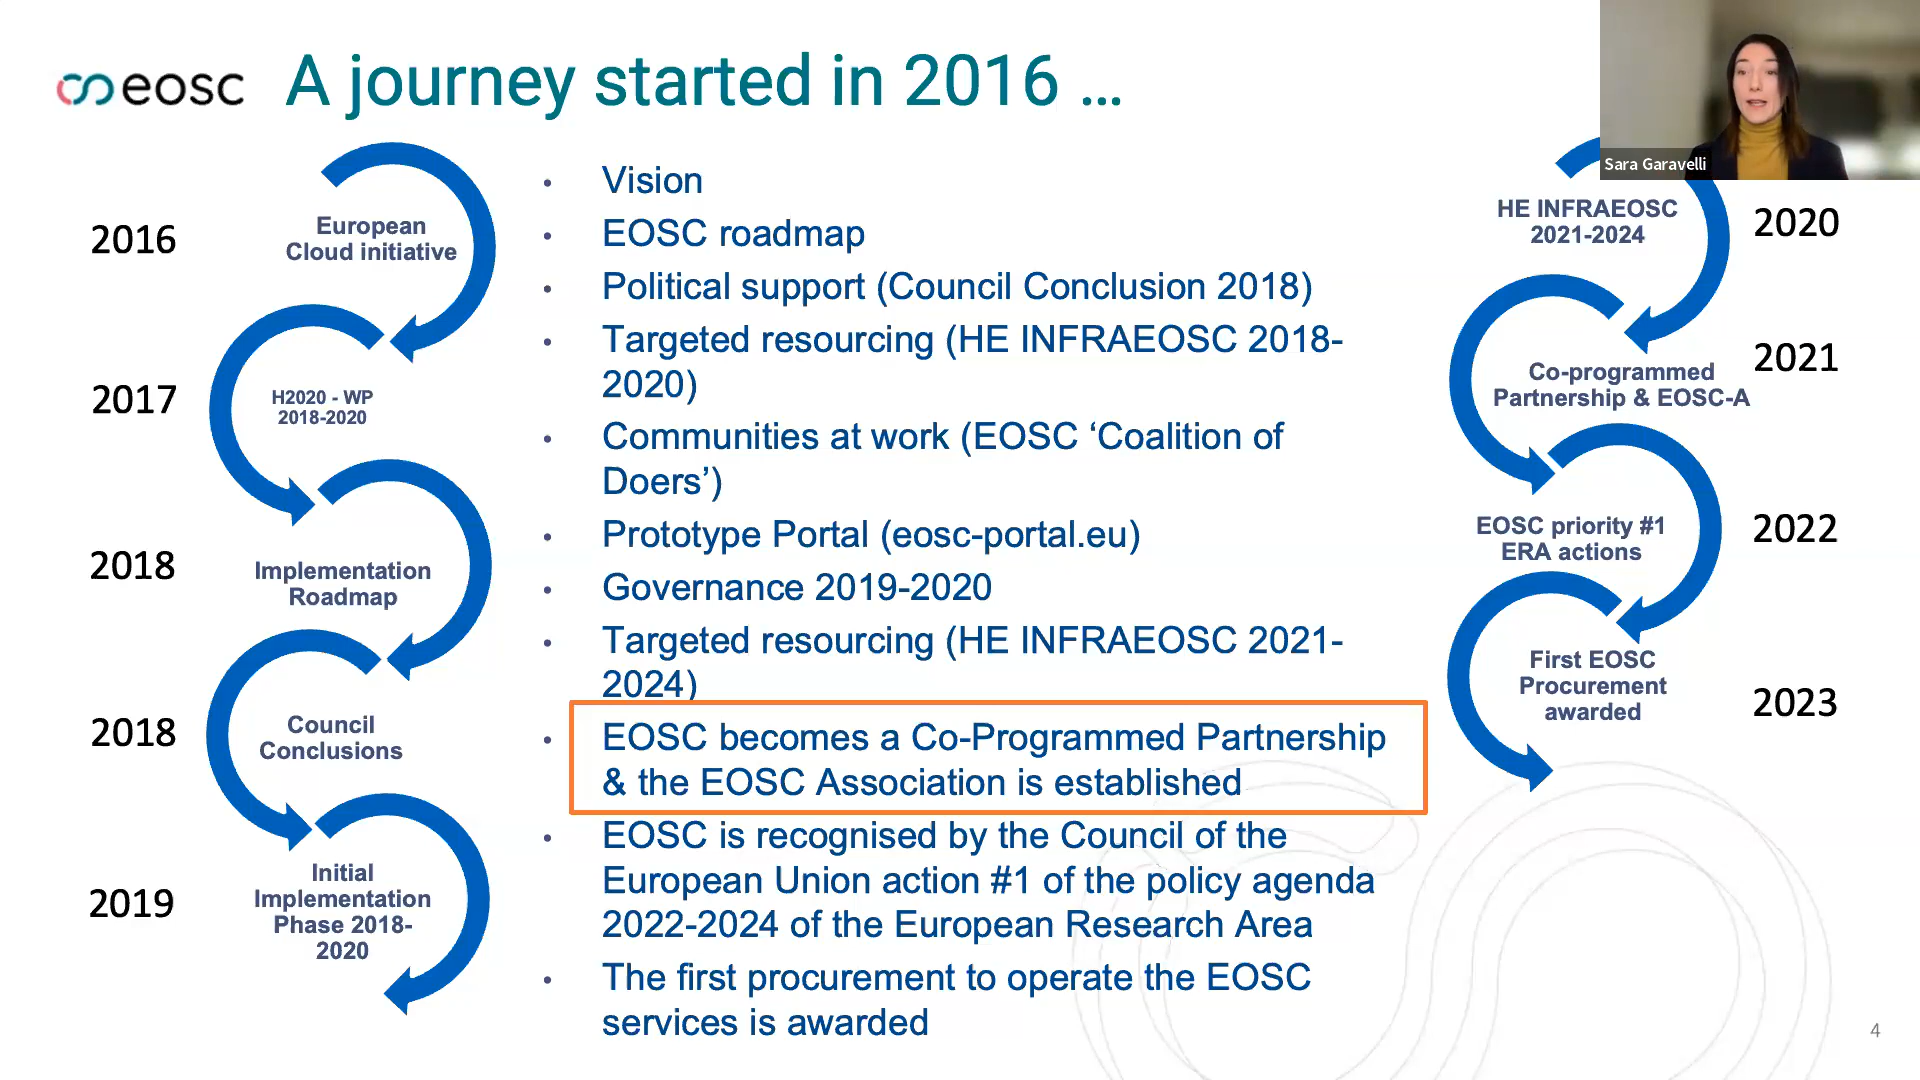 eosc
A journey started in 2016 ...
Sara Garavelli
2016
European
Cloud initiative
2017
H2020 - WP
2018-2020
2018
Implementation
Roadmap
2018
Council
Conclusions
2019
Initial
Implementation
Phase 2018-
2020
• Vision
• EOSC roadmap
• Political support (Council Conclusion 2018)
• Targeted resourcing (HE INFRAEOSC 2018-
2020)
• Communities at work (EOSC ‘Coalition of
Doers’)
• Prototype Portal (eosc-portal.eu)
• Governance 2019-2020
• Targeted resourcing (HE INFRAEOSC 2021-
2024)
• EOSC becomes a Co-Programmed Partnership
& the EOSC Association is established
• EOSC is recognised by the Council of the
European Union action #1 of the policy agenda
2022-2024 of the European Research Area
• The first procurement to operate the EOSC
services is awarded
HE INFRAEOSC
2021-2024
2020
Co-programmed
Partnership & EOSC-A
2021
EOSC priority #1
ERA actions
2022
First EOSC
Procurement
awarded
2023
4